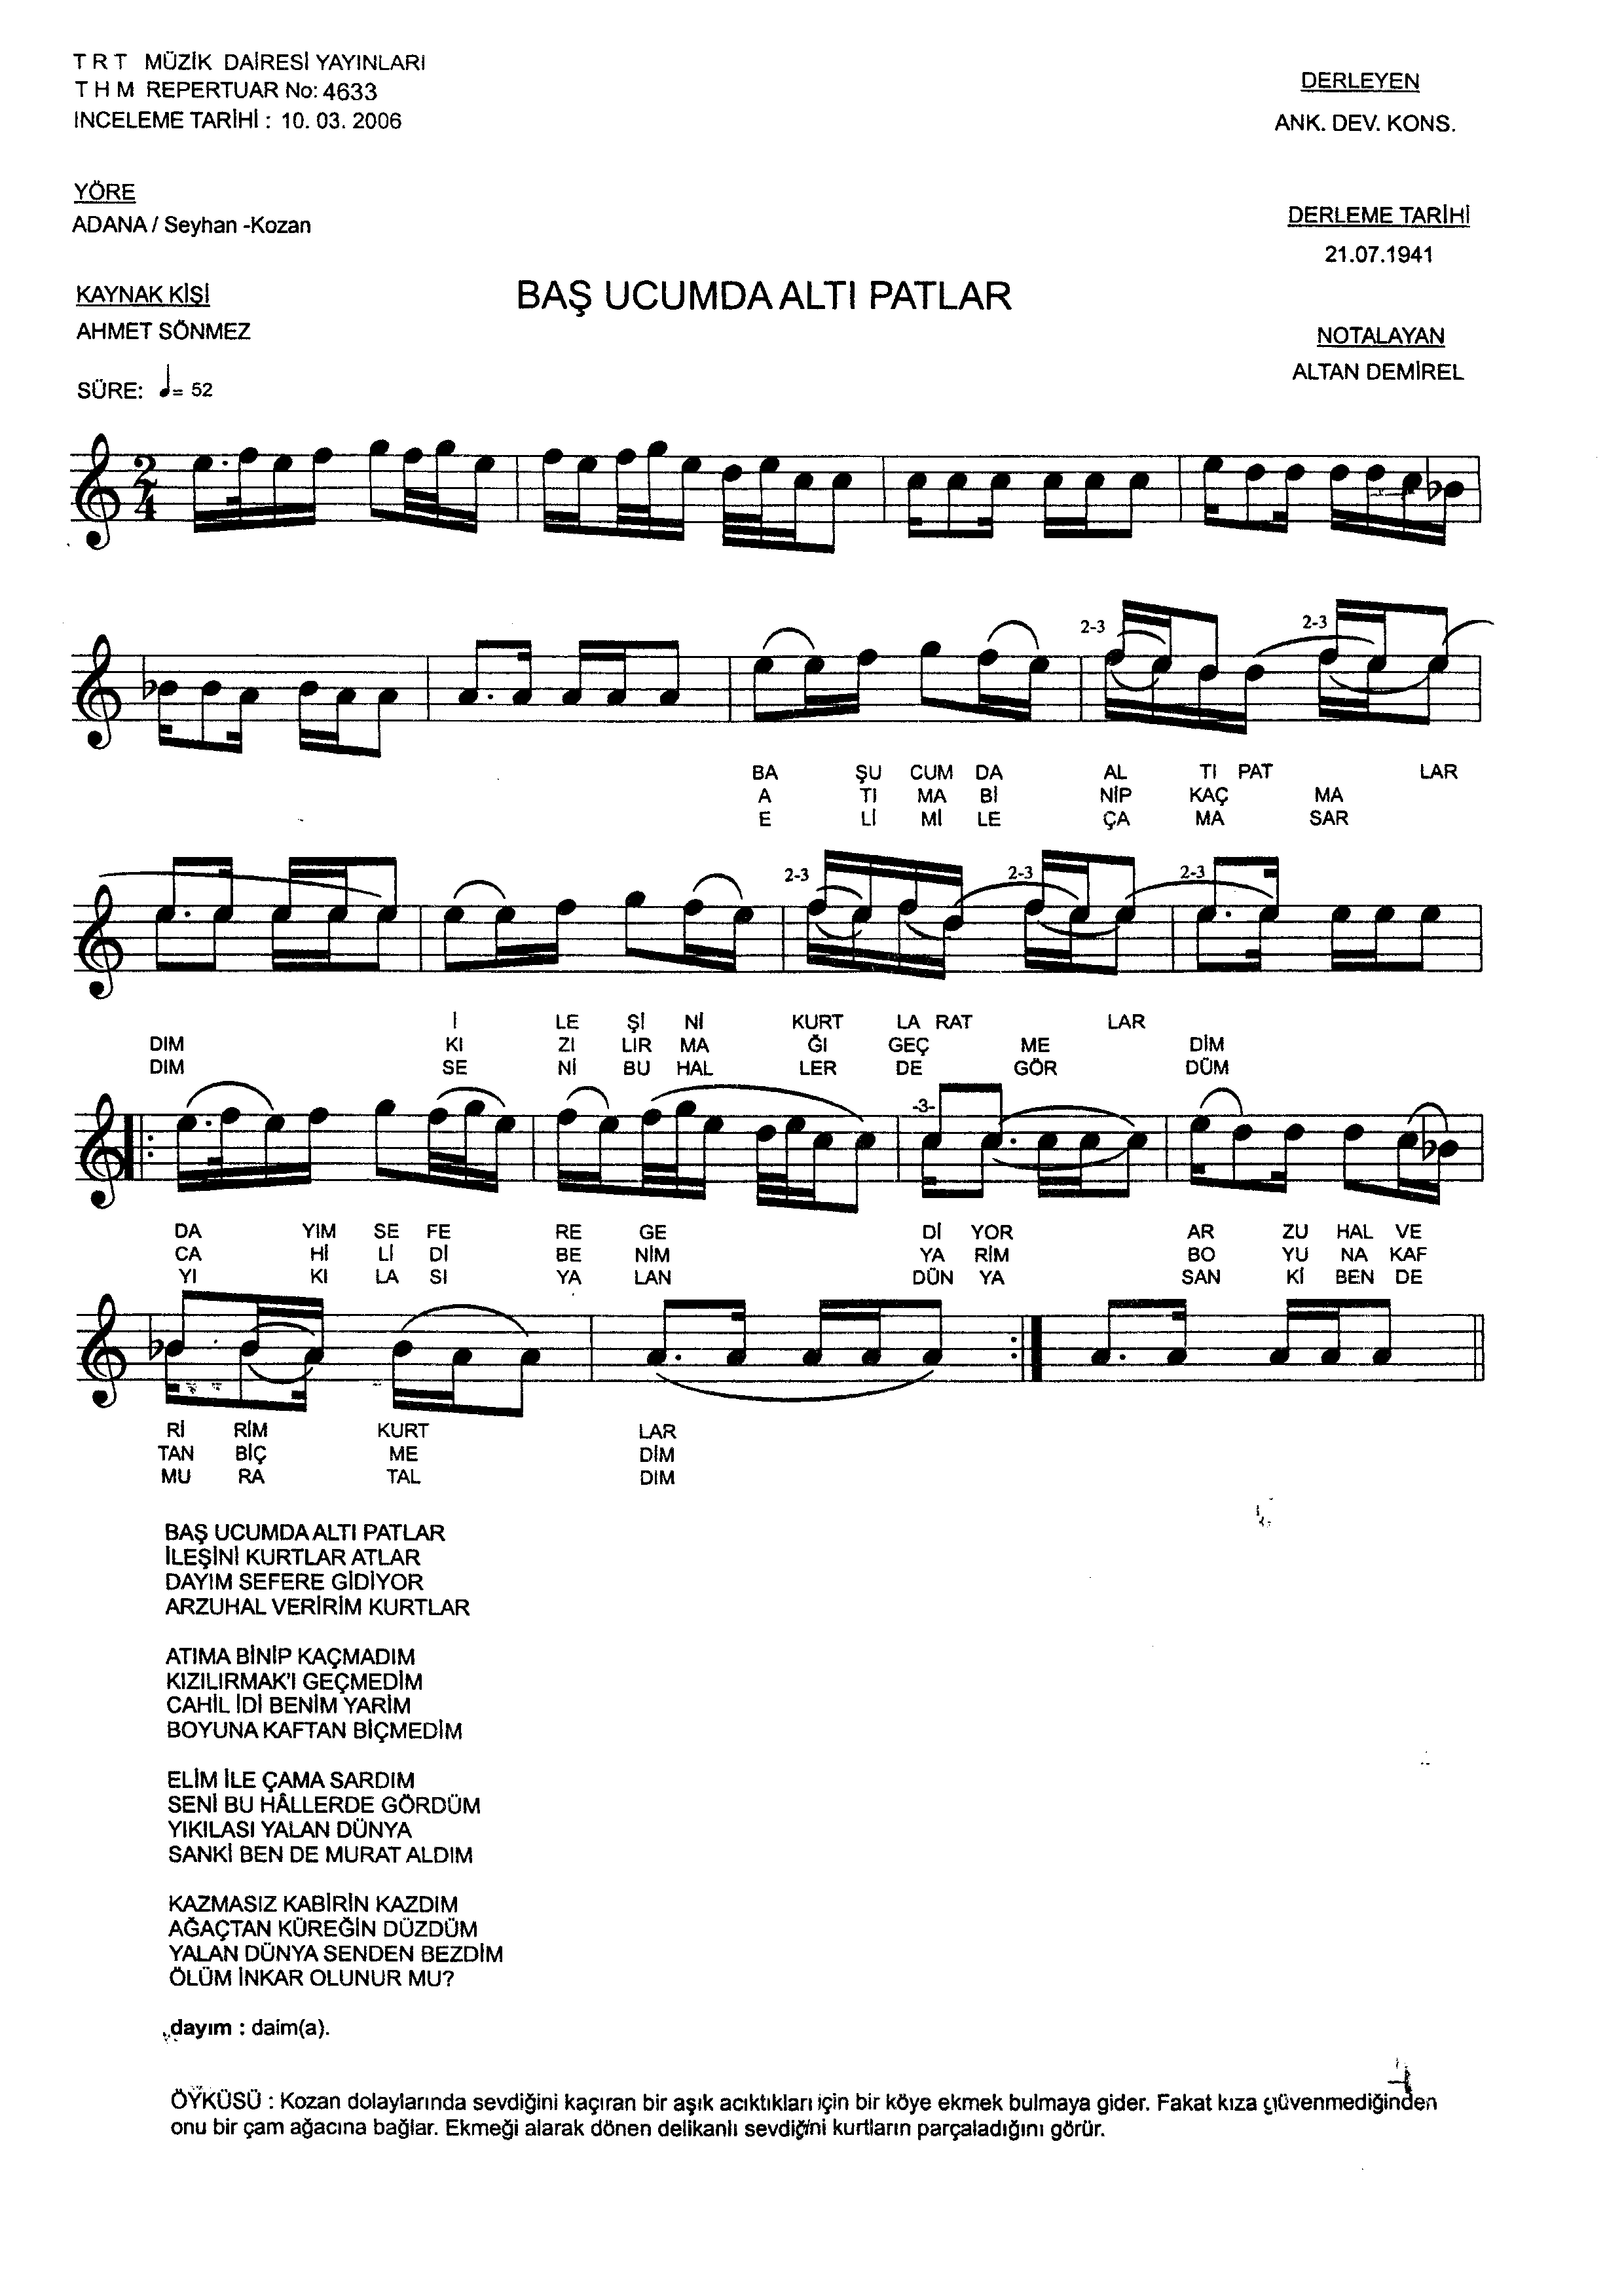 T R T MÜZİK DAİRESİ YAYINLARI
T H M REPERTUAR No: 4633
INCELEME TARİHİ : 10. 03. 2006
DERLEYEN
ANK. DEV. KONS.
YÖRE
ADANA / Seyhan -Kozan
DERLEME TARİHİ
21.07.1941
KAYNAK KİŞİ
AHMET SÖNMEZ
BAŞ UCUMDA ALTI PATLAR
NOTALAYAN
ALTAN DEMİREL
SÜRE: ♩= 52
2-3 2-3
BA ŞU CUM DA AL TI PAT LAR
A TI MA Bİ NİP KAÇ MA
E Lİ Mİ LE ÇA MA SAR
2-3 2-3 2-3
İ LE Şİ Nİ KURT LA RAT LAR
DIM KI ZI LIR MA ĞI GEÇ ME DİM
DIM SE Nİ BU HAL LER DE GÖR DÜM
-3-
DA YIM SE FE RE GE Dİ YOR AR ZU HAL VE
CA Hİ Lİ Dİ BE NİM YA RİM BO YU NA KAF
YI KI LA SI YA LAN DÜN YA SAN Kİ BEN DE
Rİ RİM KURT LAR
TAN BİÇ ME DİM
MU RA TAL DIM
BAŞ UCUMDA ALTI PATLAR
İLEŞİNİ KURTLAR ATLAR
DAYIM SEFERE GİDİYOR
ARZUHAL VERİRİM KURTLAR
ATIMA BİNİP KAÇMADIM
KIZILIRMAK'I GEÇMEDİM
CAHİL İDİ BENİM YARİM
BOYUNA KAFTAN BİÇMEDİM
ELİM İLE ÇAMA SARDIM
SENİ BU HÂLLERDE GÖRDÜM
YIKILASI YALAN DÜNYA
SANKİ BEN DE MURAT ALDIM
KAZMASIZ KABİRİN KAZDIM
AĞAÇTAN KÜREĞİN DÜZDÜM
YALAN DÜNYA SENDEN BEZDİM
ÖLÜM İNKAR OLUNUR MU?
dayım : daim(a).
ÖYKÜSÜ : Kozan dolaylarında sevdiğini kaçıran bir aşık acıktıkları için bir köye ekmek bulmaya gider. Fakat kıza güvenmediğinden
onu bir çam ağacına bağlar. Ekmeği alarak dönen delikanlı sevdiğini kurtların parçaladığını görür.